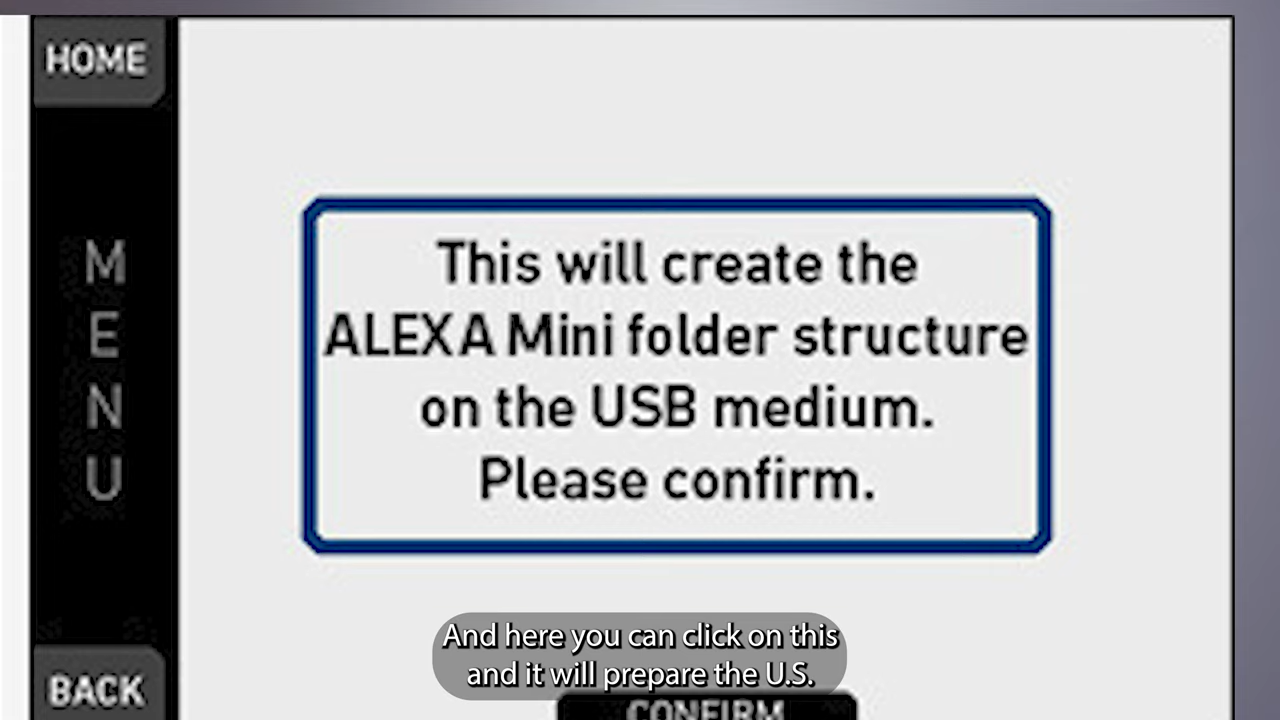 HOME
MENU
This will create the
ALEXA Mini folder structure
on the USB medium.
Please confirm.
And here you can click on this
and it will prepare the U.S.
BACK
CONFIRM